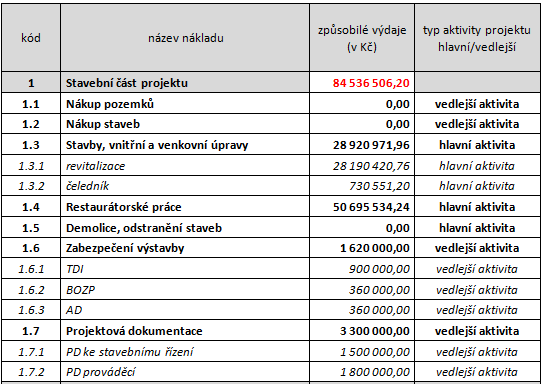 kód název nákladu způsobilé výdaje (v Kč) typ aktivity projektu hlavní/vedlejší
1 Stavební část projektu 84 536 506,20
1.1 Nákup pozemků 0,00 vedlejší aktivita
1.2 Nákup staveb 0,00 vedlejší aktivita
1.3 Stavby, vnitřní a venkovní úpravy 28 920 971,96 hlavní aktivita
1.3.1 revitalizace 28 190 420,76 hlavní aktivita
1.3.2 čeledník 730 551,20 hlavní aktivita
1.4 Restaurátorské práce 50 695 534,24 hlavní aktivita
1.5 Demolice, odstranění staveb 0,00 hlavní aktivita
1.6 Zabezpečení výstavby 1 620 000,00 vedlejší aktivita
1.6.1 TDI 900 000,00 vedlejší aktivita
1.6.2 BOZP 360 000,00 vedlejší aktivita
1.6.3 AD 360 000,00 vedlejší aktivita
1.7 Projektová dokumentace 3 300 000,00 vedlejší aktivita
1.7.1 PD ke stavebnímu řízení 1 500 000,00 vedlejší aktivita
1.7.2 PD prováděcí 1 800 000,00 vedlejší aktivita